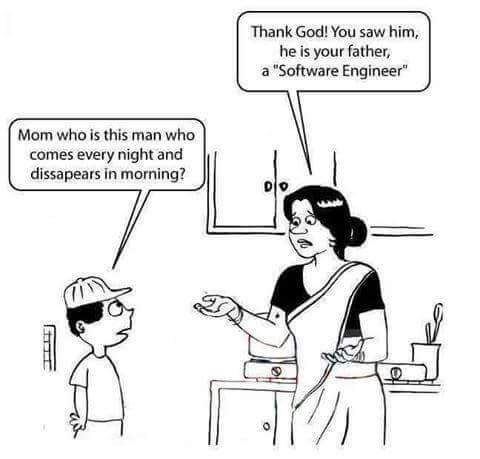 Thank God! You saw him,
he is your father,
a "Software Engineer"
Mom who is this man who
comes every night and
dissapears in morning?